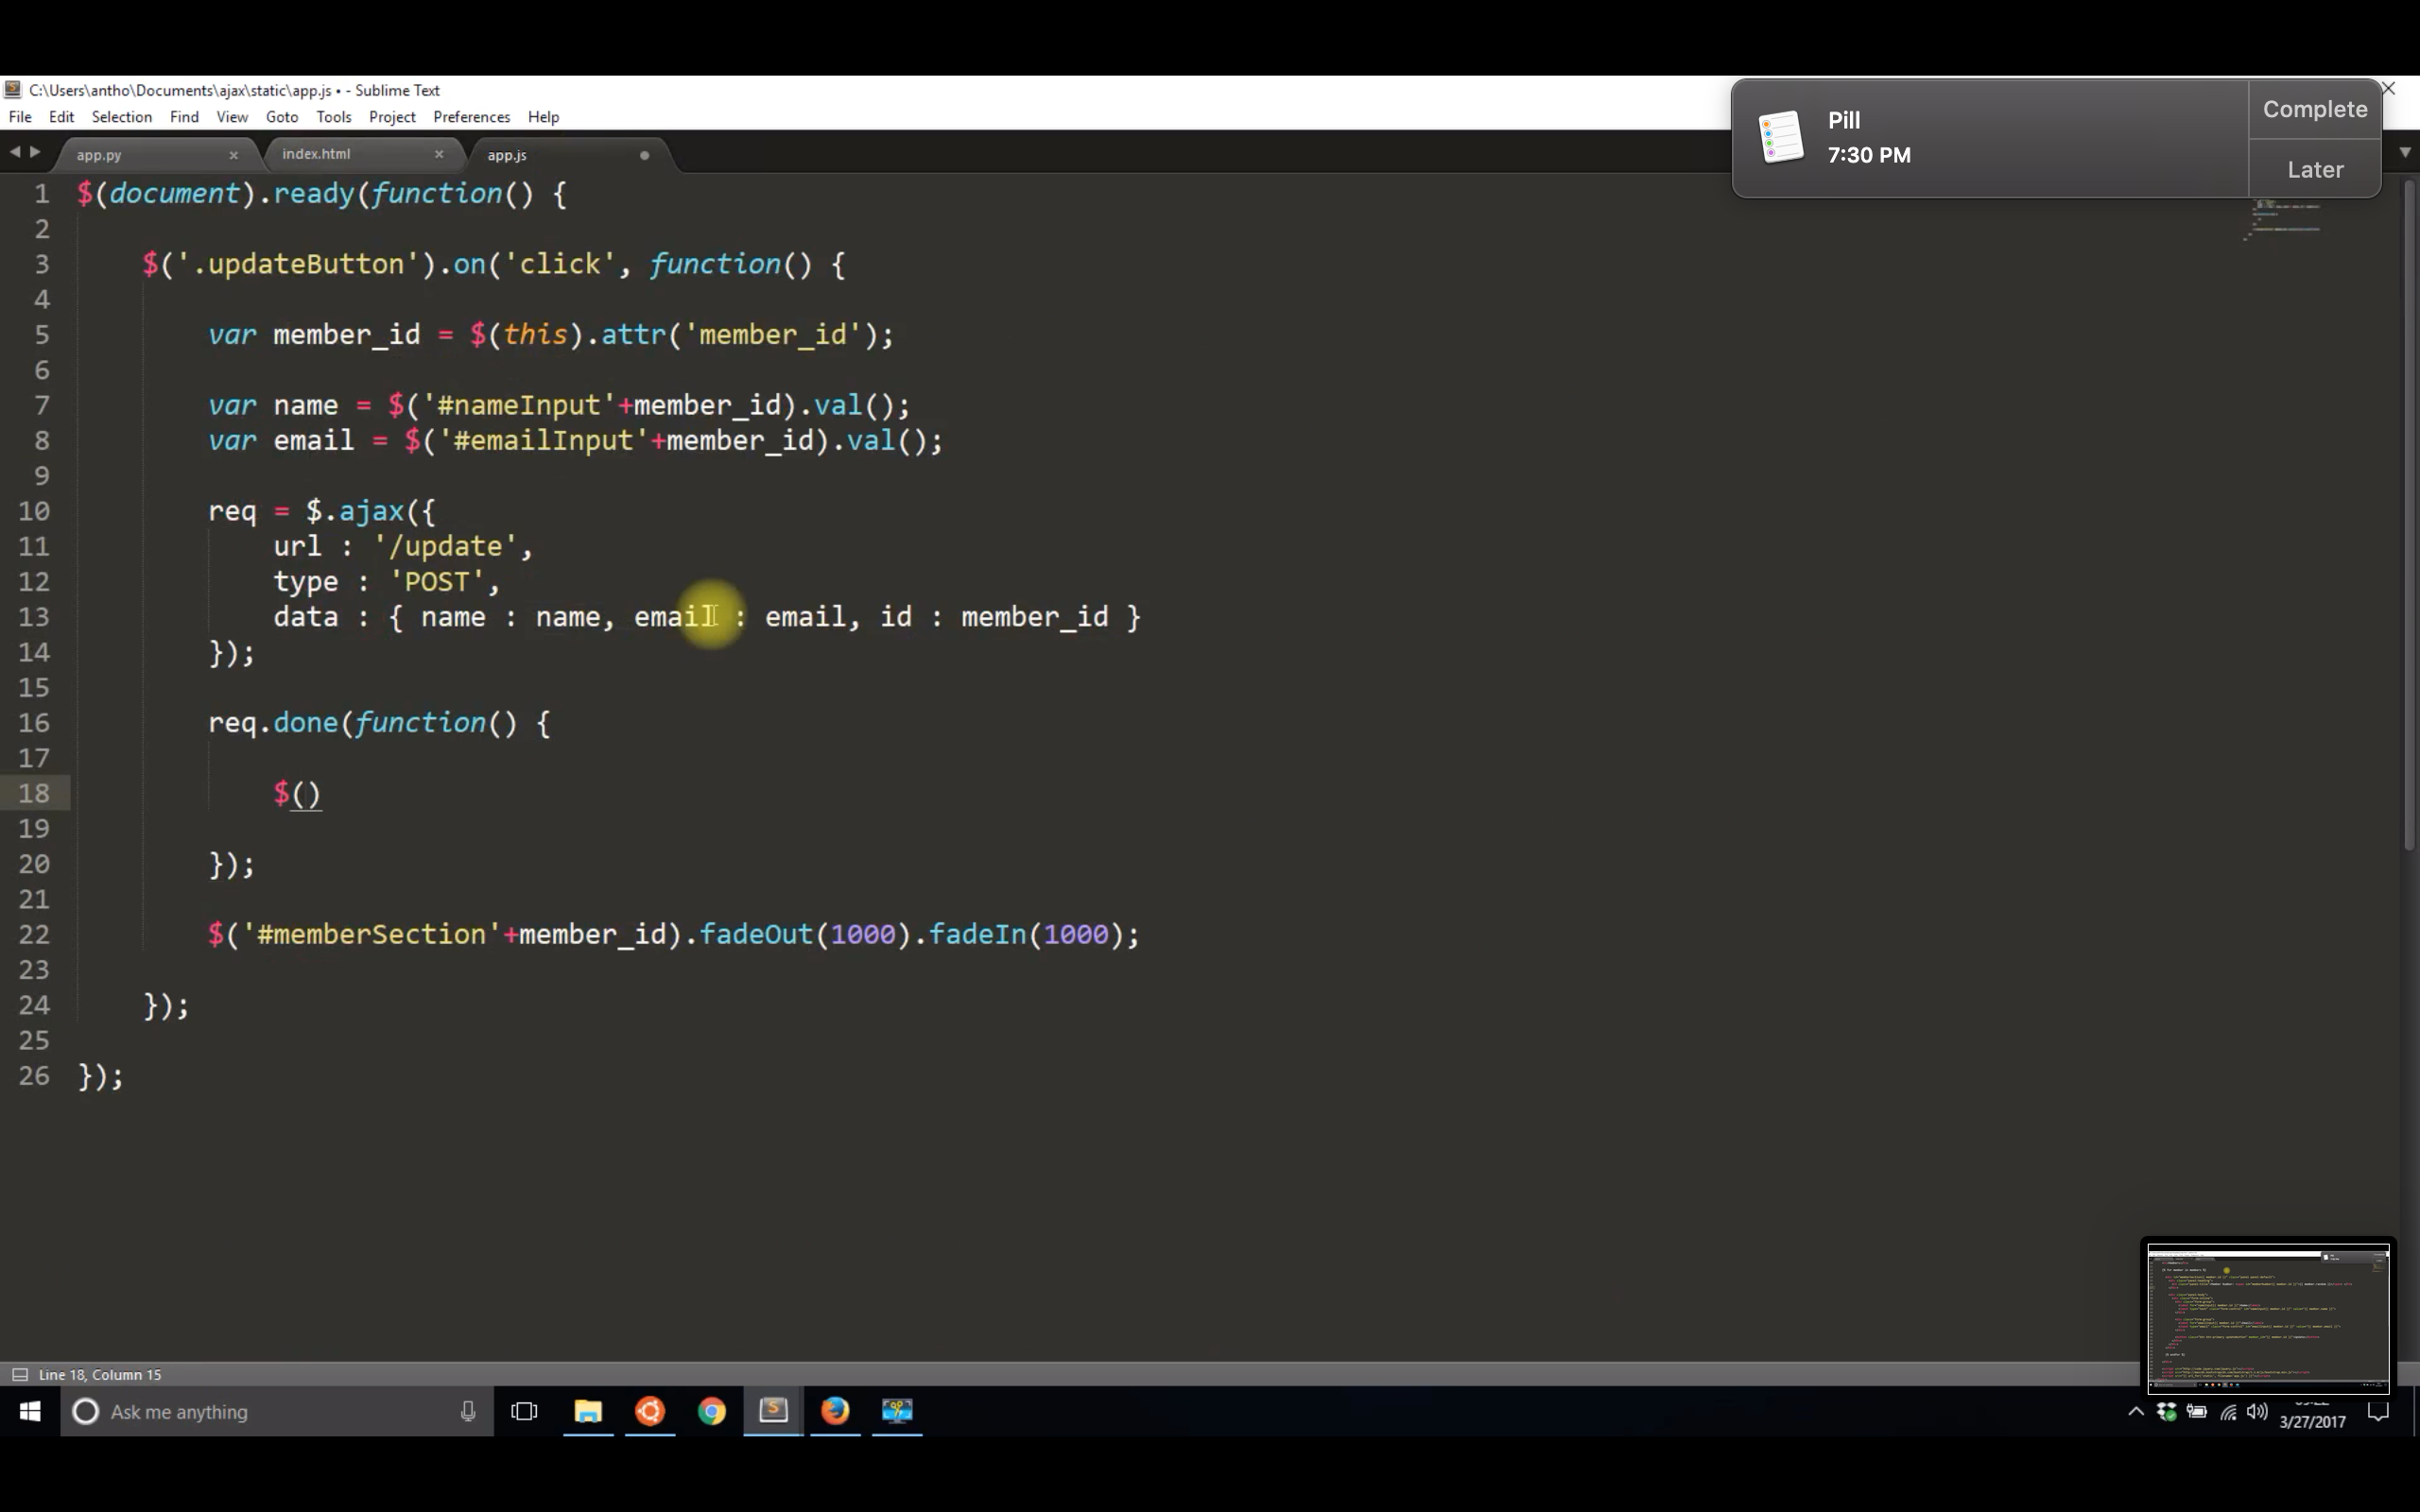 C:\Users\antho\Documents\ajax\static\app.js • - Sublime Text
File Edit Selection Find View Goto Tools Project Preferences Help
Pill
7:30 PM
Complete
Later
app.py × index.html × app.js
1 $(document).ready(function() {
2
3 $('.updateButton').on('click', function() {
4
5 var member_id = $(this).attr('member_id');
6
7 var name = $('#nameInput'+member_id).val();
8 var email = $('#emailInput'+member_id).val();
9
10 req = $.ajax({
11 url : '/update',
12 type : 'POST',
13 data : { name : name, email : email, id : member_id }
14 });
15
16 req.done(function() {
17
18 $()
19
20 });
21
22 $('#memberSection'+member_id).fadeOut(1000).fadeIn(1000);
23
24 });
25
26 });
Line 18, Column 15
Ask me anything
3/27/2017